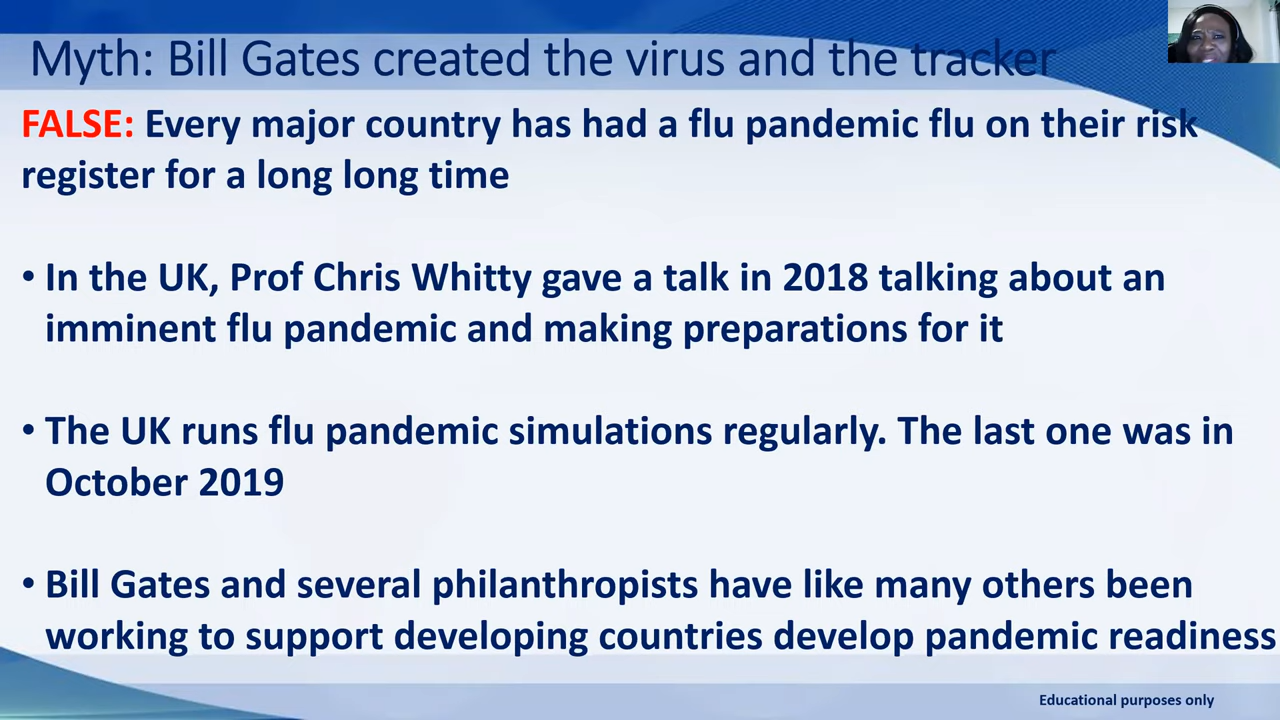 Myth: Bill Gates created the virus and the tracker
FALSE: Every major country has had a flu pandemic flu on their risk
register for a long long time
• In the UK, Prof Chris Whitty gave a talk in 2018 talking about an
imminent flu pandemic and making preparations for it
• The UK runs flu pandemic simulations regularly. The last one was in
October 2019
• Bill Gates and several philanthropists have like many others been
working to support developing countries develop pandemic readiness
Educational purposes only